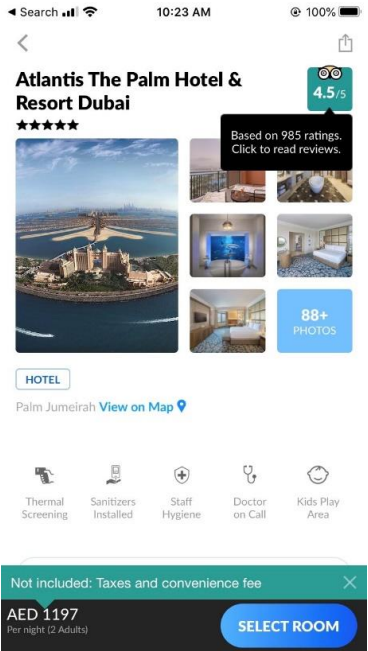 ◀ Search
10:23 AM
100%
Atlantis The Palm Hotel &
Resort Dubai
4.5/5
Based on 985 ratings.
Click to read reviews.
88+
PHOTOS
HOTEL
Palm Jumeirah View on Map
Thermal
Screening
Sanitizers
Installed
Staff
Hygiene
Doctor
on Call
Kids Play
Area
Not included: Taxes and convenience fee
AED 1197
Per night (2 Adults)
SELECT ROOM